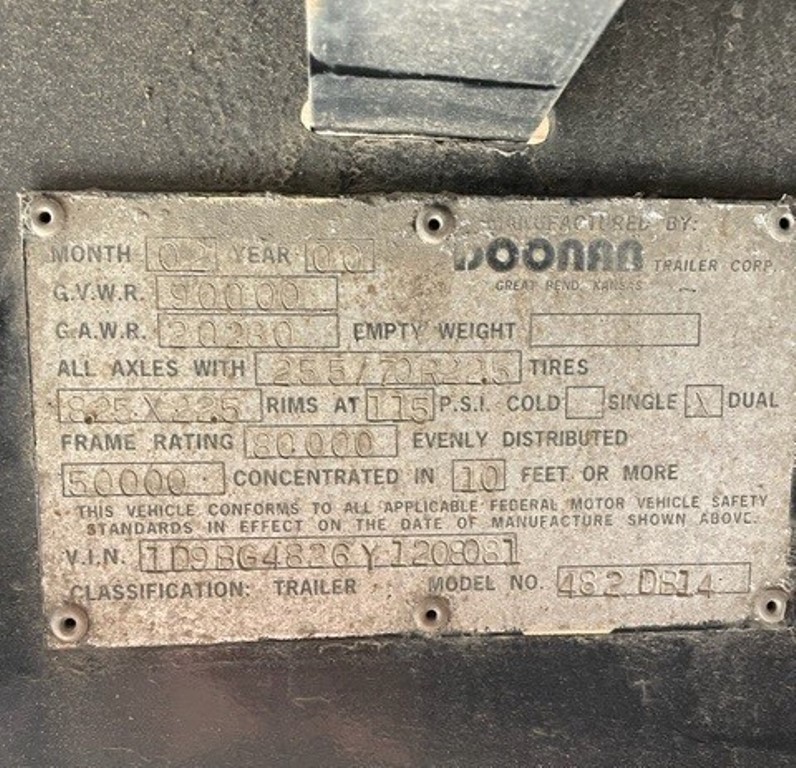 MANUFACTURED BY:
MONTH 02 YEAR 00 DOONAN TRAILER CORP.
GREAT BEND, KANSAS
G.V.W.R. 90000
G.A.W.R. 20280 EMPTY WEIGHT
ALL AXLES WITH 255/70R22.5 TIRES
825 X 22.5 RIMS AT 115 P.S.I. COLD SINGLE X DUAL
FRAME RATING 80000 EVENLY DISTRIBUTED
50000 CONCENTRATED IN 10 FEET OR MORE
THIS VEHICLE CONFORMS TO ALL APPLICABLE FEDERAL MOTOR VEHICLE SAFETY
STANDARDS IN EFFECT ON THE DATE OF MANUFACTURE SHOWN ABOVE.
V.I.N. 1D9BG4826Y1208081
CLASSIFICATION: TRAILER MODEL NO. 482DB14